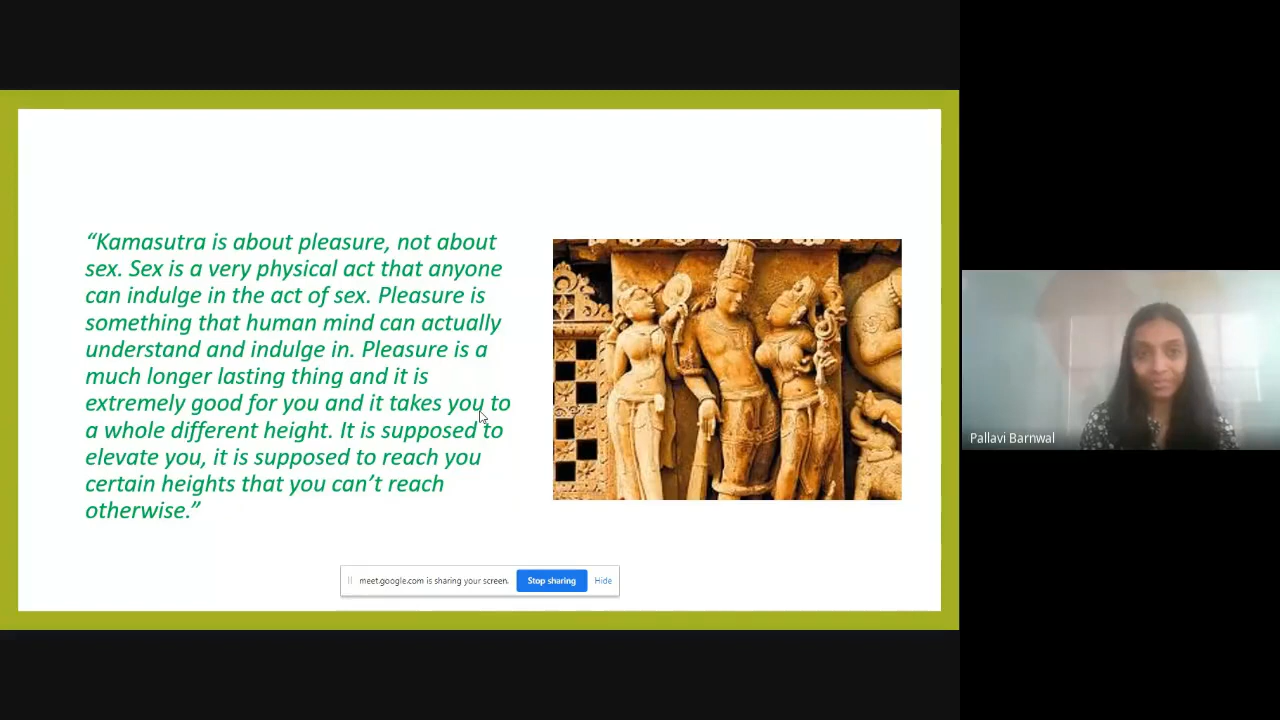 “Kamasutra is about pleasure, not about
sex. Sex is a very physical act that anyone
can indulge in the act of sex. Pleasure is
something that human mind can actually
understand and indulge in. Pleasure is a
much longer lasting thing and it is
extremely good for you and it takes you to
a whole different height. It is supposed to
elevate you, it is supposed to reach you
certain heights that you can’t reach
otherwise.”
meet.google.com is sharing your screen. Stop sharing Hide
Pallavi Barnwal